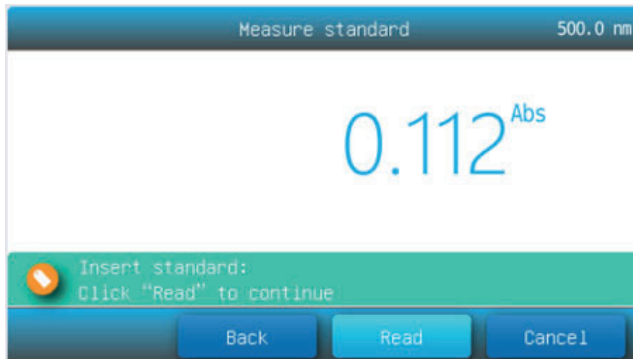 Measure standard 500.0 nm
0.112 Abs
Insert standard:
Click “Read” to continue
Back Read Cancel